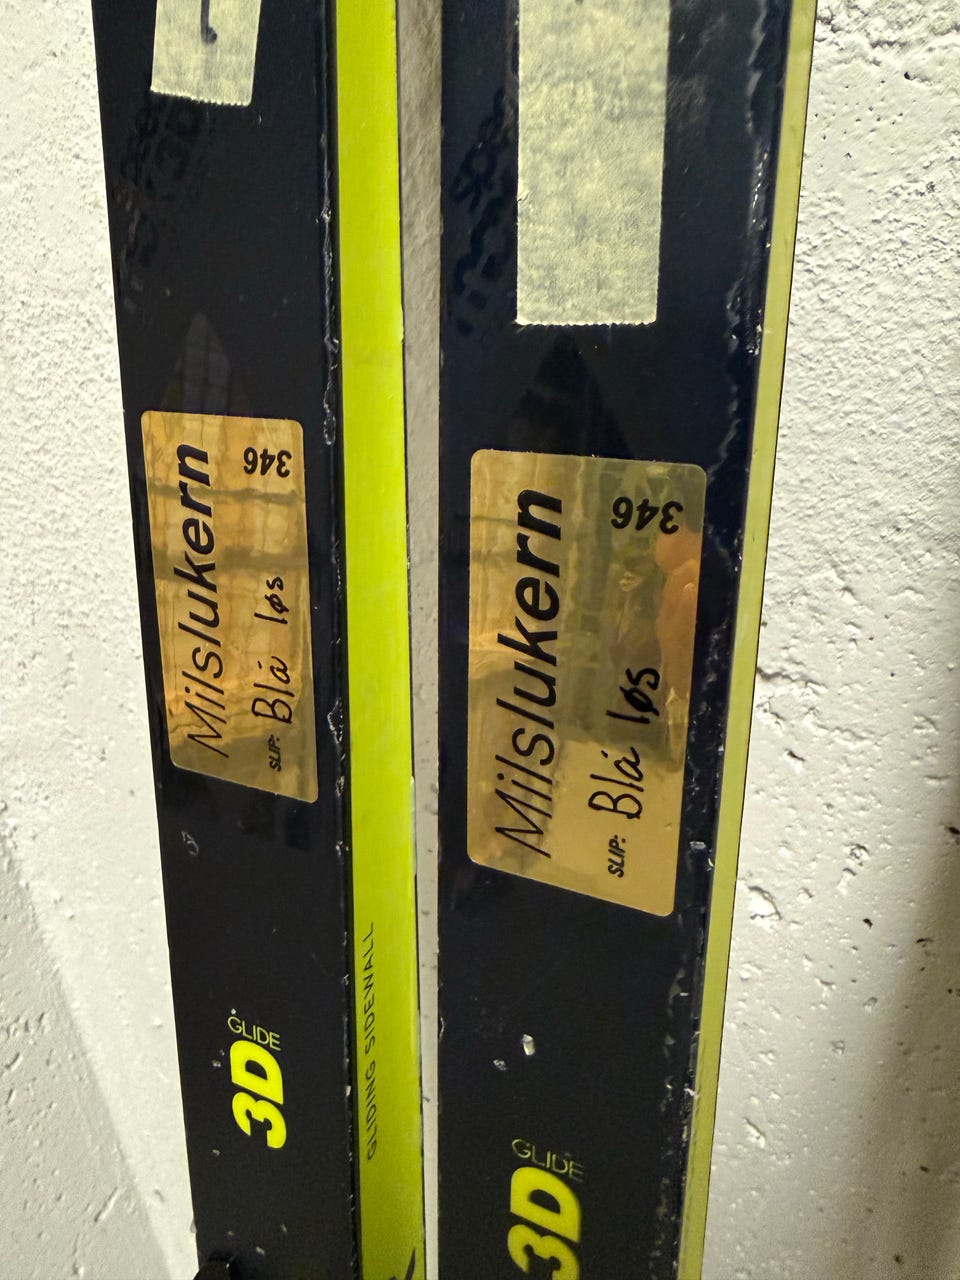 Milslukern
346
SLIP: Blå løs
GLIDE
3D
GLIDING SIDEWALL
Milslukern
346
SLIP: Blå løs
GLIDE
3D